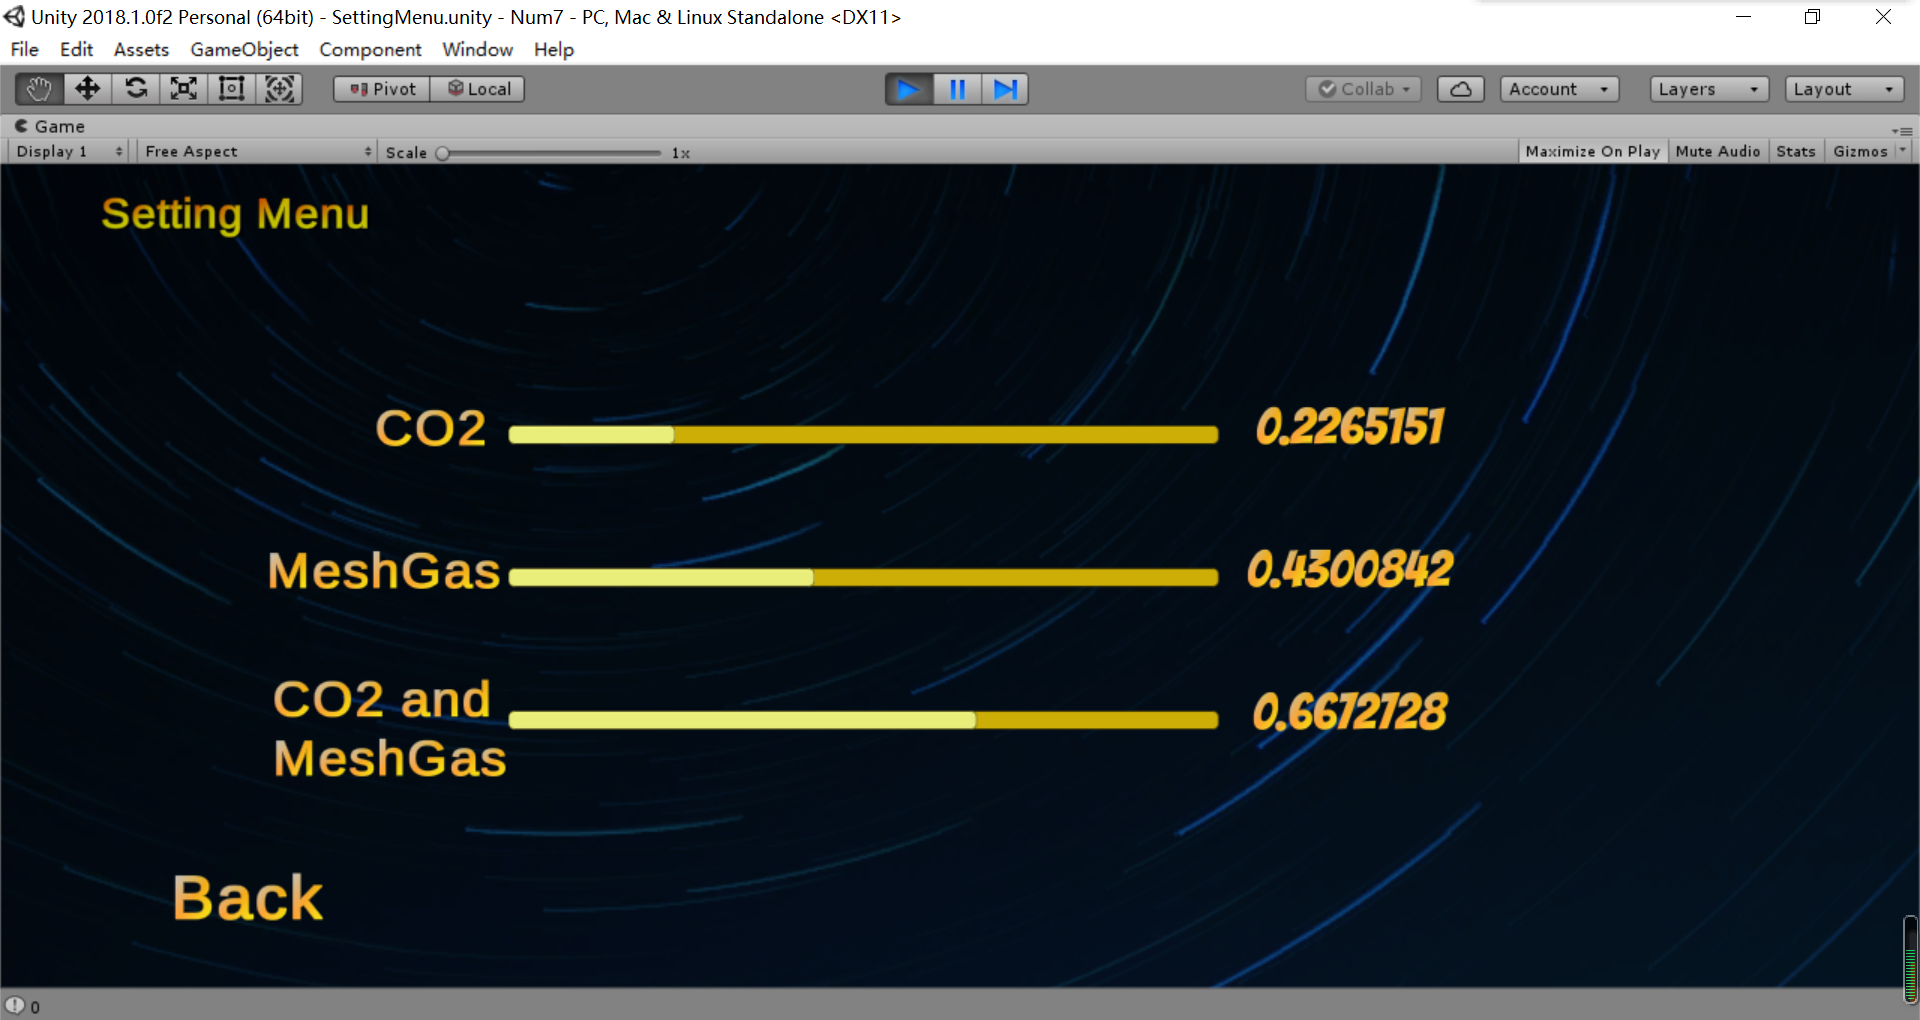 Unity 2018.1.0f2 Personal (64bit) - SettingMenu.unity - Num7 - PC, Mac & Linux Standalone <DX11>
File Edit Assets GameObject Component Window Help
Pivot Local Collab Account Layers Layout
Game
Display 1 Free Aspect Scale 1x Maximize On Play Mute Audio Stats Gizmos
Setting Menu
CO2 0.2265151
MeshGas 0.4300842
CO2 and
MeshGas 0.6672728
Back
0